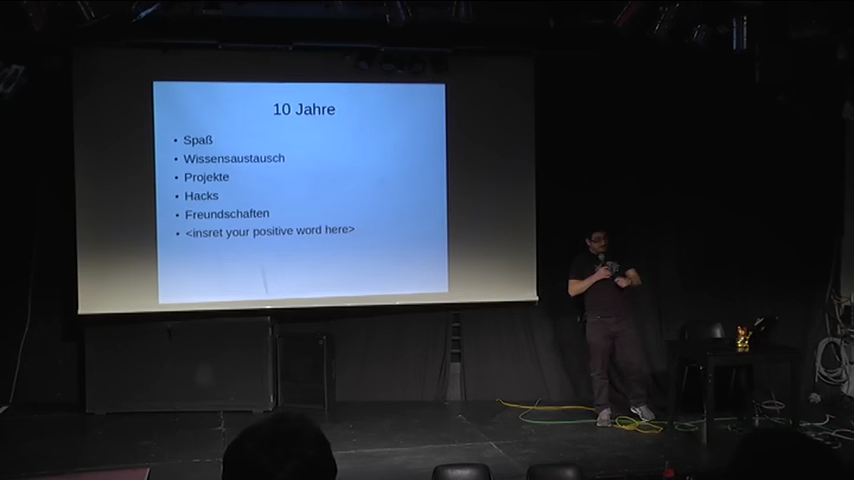 10 Jahre
• Spaß
• Wissensaustausch
• Projekte
• Hacks
• Freundschaften
• <insret your positive word here>